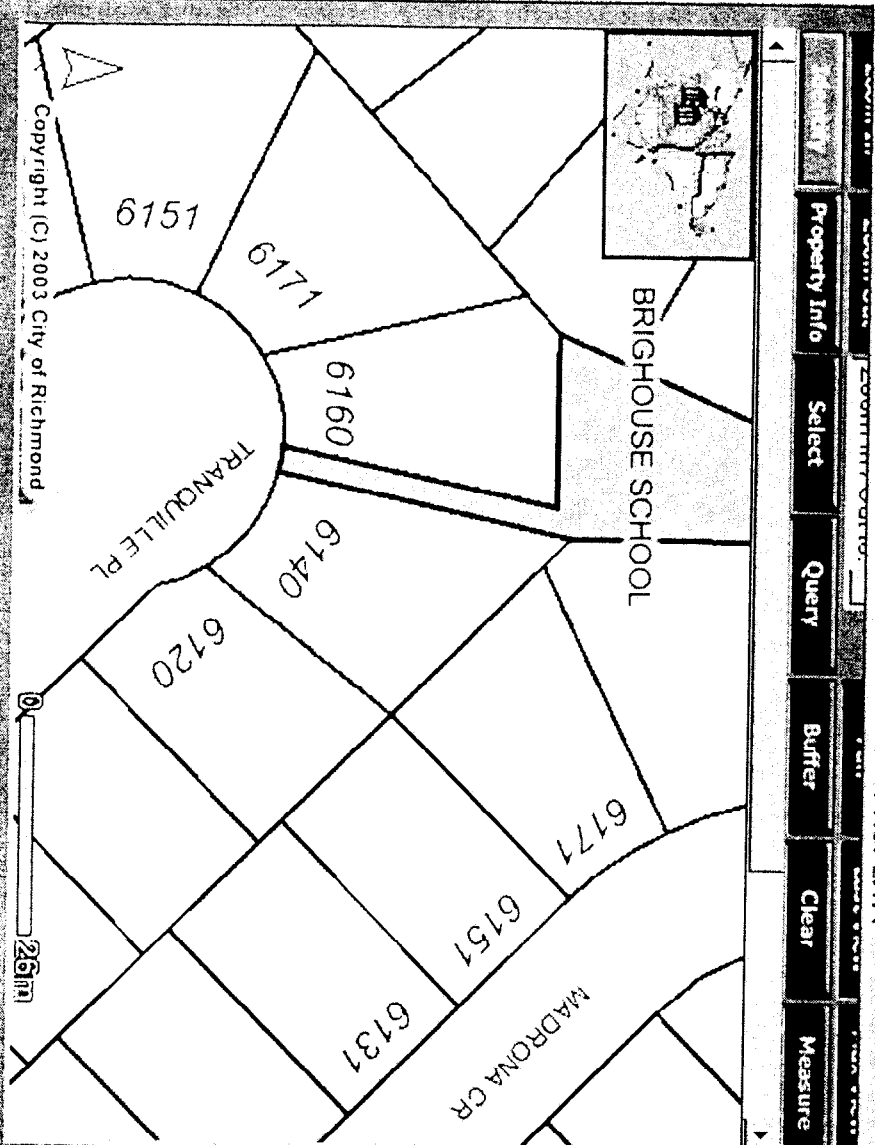 Property Info
Select
Query
Buffer
Clear
Measure
BRIGHOUSE SCHOOL
6151
6171
6160
6140
6120
TRANQUILLE PL
6171
6151
6131
MADRONA CR
Copyright (C) 2003 City of Richmond
0
26m